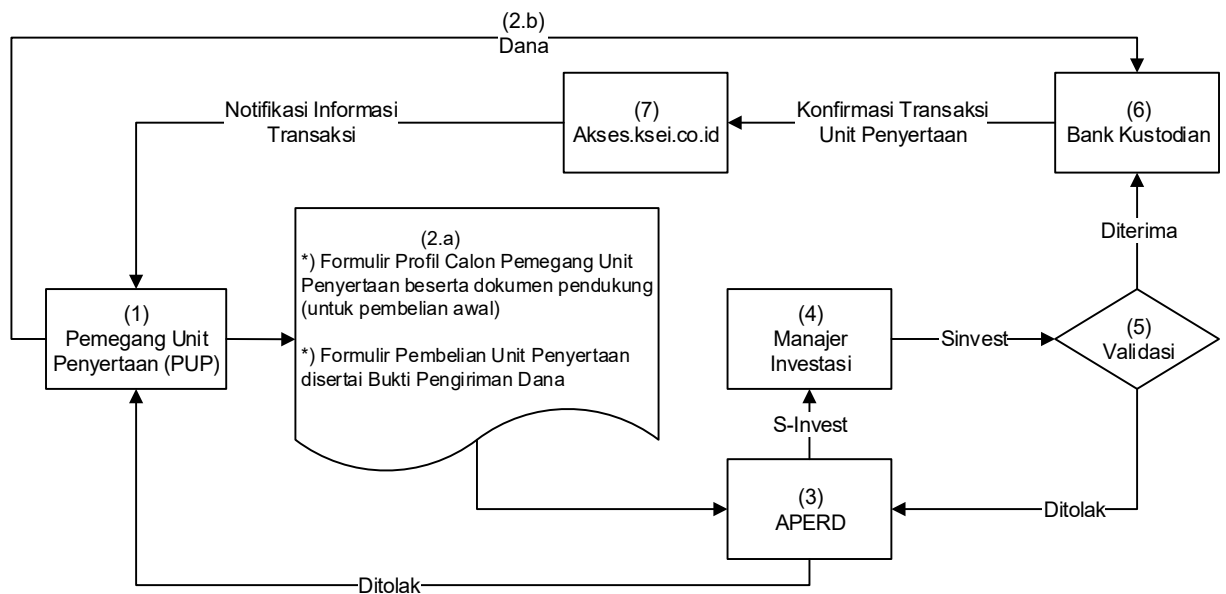 (2.b)
Dana
Notifikasi Informasi
Transaksi
(7)
Akses.ksei.co.id
Konfirmasi Transaksi
Unit Penyertaan
(6)
Bank Kustodian
Diterima
(1)
Pemegang Unit
Penyertaan (PUP)
(2.a)
*) Formulir Profil Calon Pemegang Unit
Penyertaan beserta dokumen pendukung
(untuk pembelian awal)
*) Formulir Pembelian Unit Penyertaan
disertai Bukti Pengiriman Dana
(4)
Manajer
Investasi
Sinvest
(5)
Validasi
S-Invest
(3)
APERD
Ditolak
Ditolak